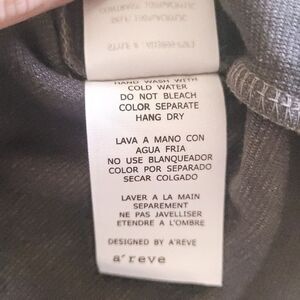 HAND WASH WITH
COLD WATER
DO NOT BLEACH
COLOR SEPARATE
HANG DRY
LAVA A MANO CON
AGUA FRIA
NO USE BLANQUEADOR
COLOR POR SEPARADO
SECAR COLGADO
LAVER A LA MAIN
SEPAREMENT
NE PAS JAVELLISER
ETENDRE A L'OMBRE
DESIGNED BY A'REVE
a'reve